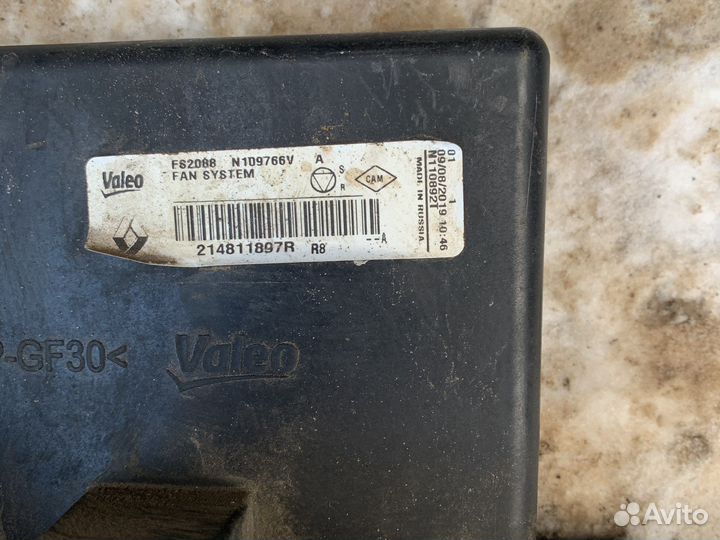 Valeo
FS2088 N109766V A
FAN SYSTEM
S
R
CAM
214811897R R8 --A
01 1
09/08/2019 10:46
N110892T
MADE IN RUSSIA
-GF30<
Valeo
Avito